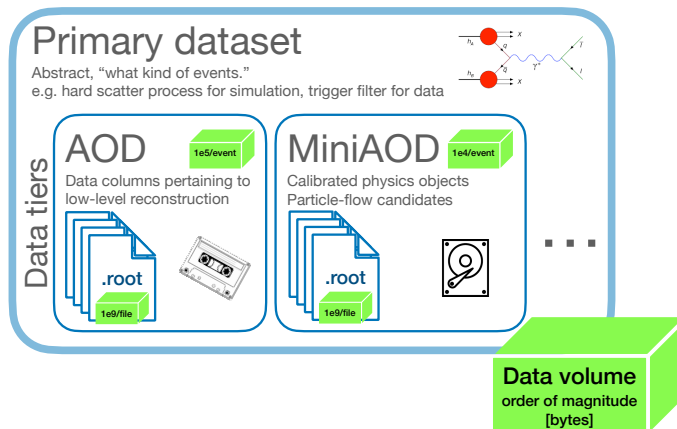 Primary dataset
Abstract, “what kind of events.”
e.g. hard scatter process for simulation, trigger filter for data
h_A
X
q
γ*
l̄
h_B
q̄
X
l
Data tiers
AOD
1e5/event
Data columns pertaining to
low-level reconstruction
.root
1e9/file
MiniAOD
1e4/event
Calibrated physics objects
Particle-flow candidates
.root
1e9/file
...
Data volume
order of magnitude
[bytes]